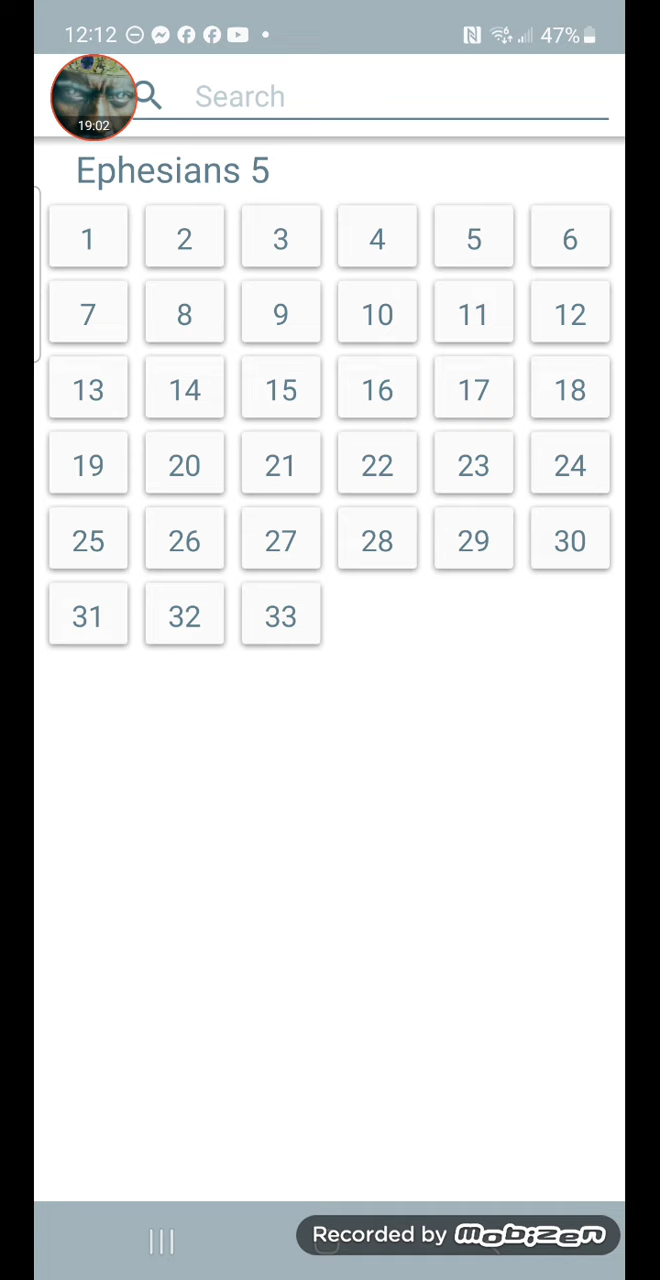 12:12 47%
Search
19:02
Ephesians 5
1 2 3 4 5 6
7 8 9 10 11 12
13 14 15 16 17 18
19 20 21 22 23 24
25 26 27 28 29 30
31 32 33
Recorded by mobizen